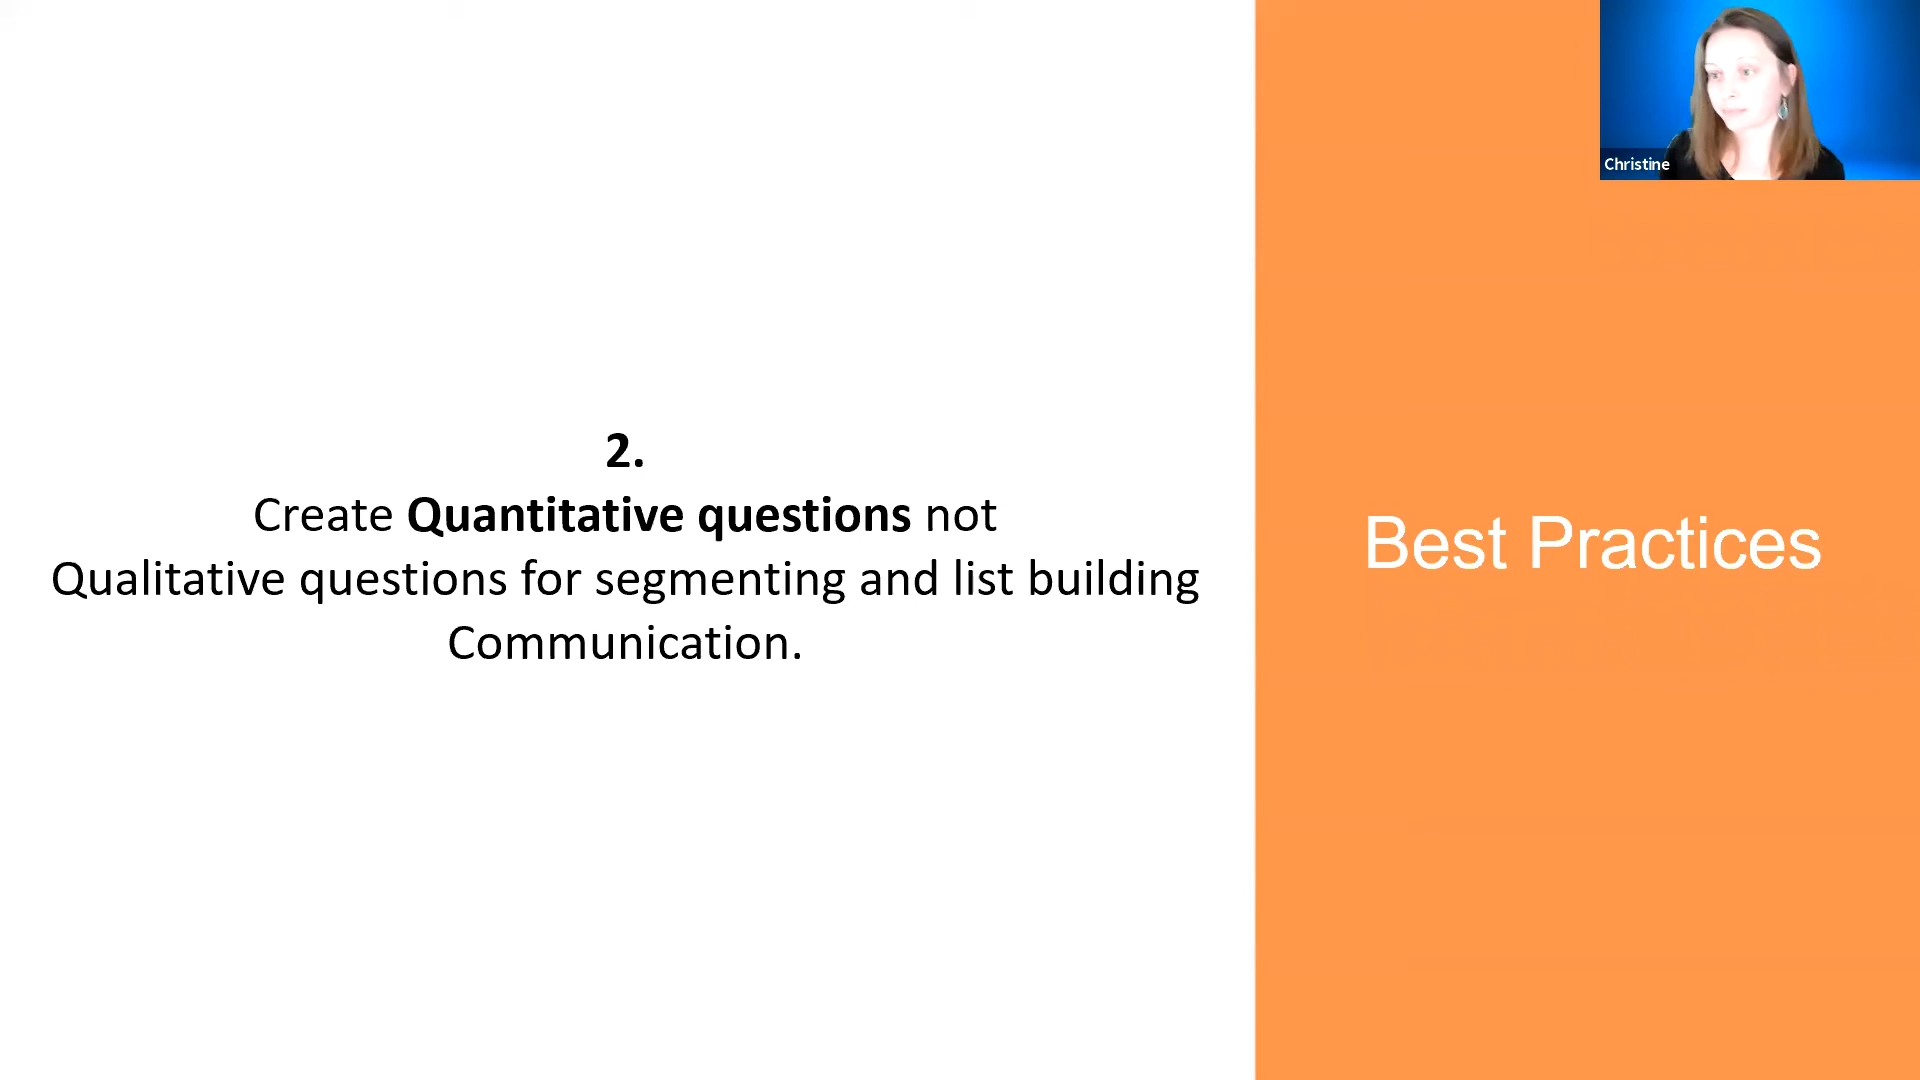 2.
Create Quantitative questions not
Qualitative questions for segmenting and list building
Communication.
Best Practices
Christine